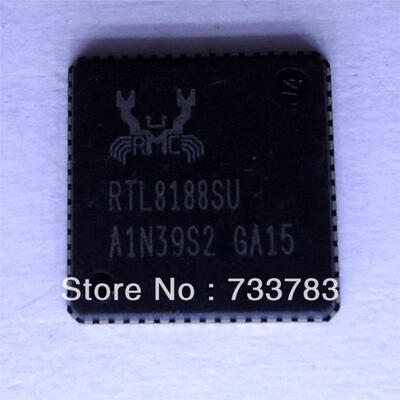 RMC
RTL8188SU
A1N39S2 GA15
Store No : 733783